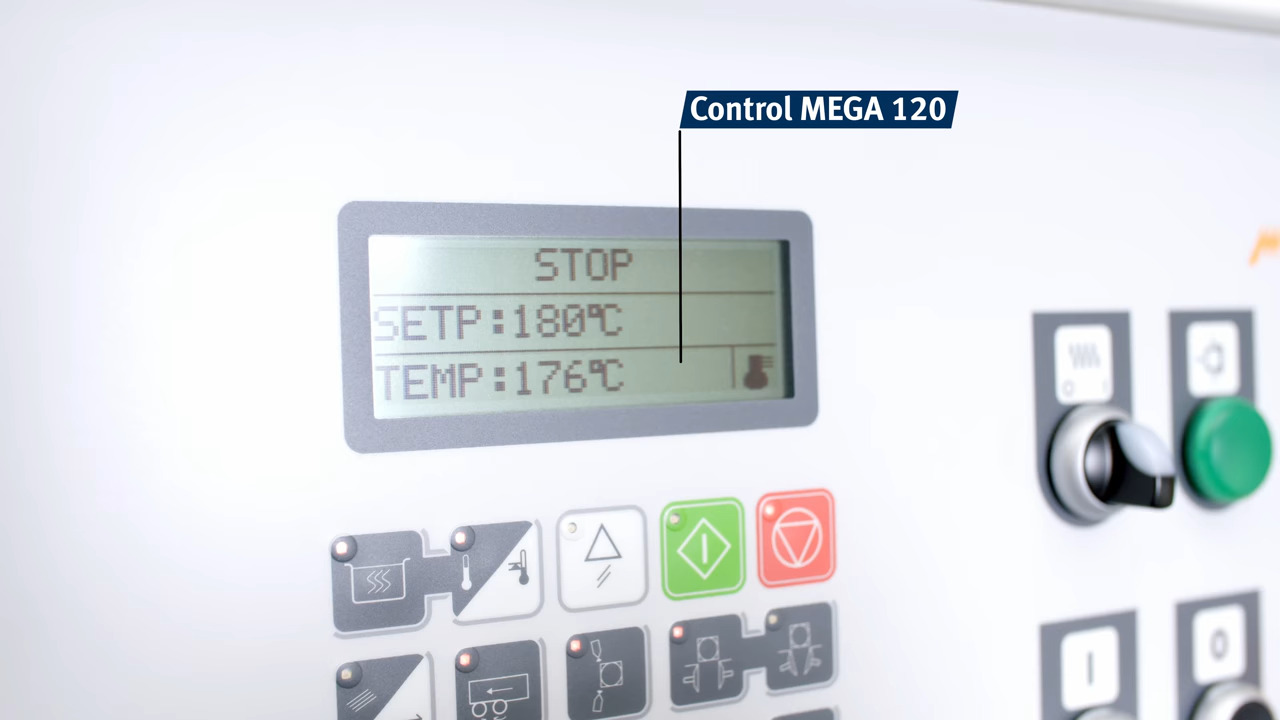 Control MEGA 120
STOP
SETP:180℃
TEMP:176℃
I
O